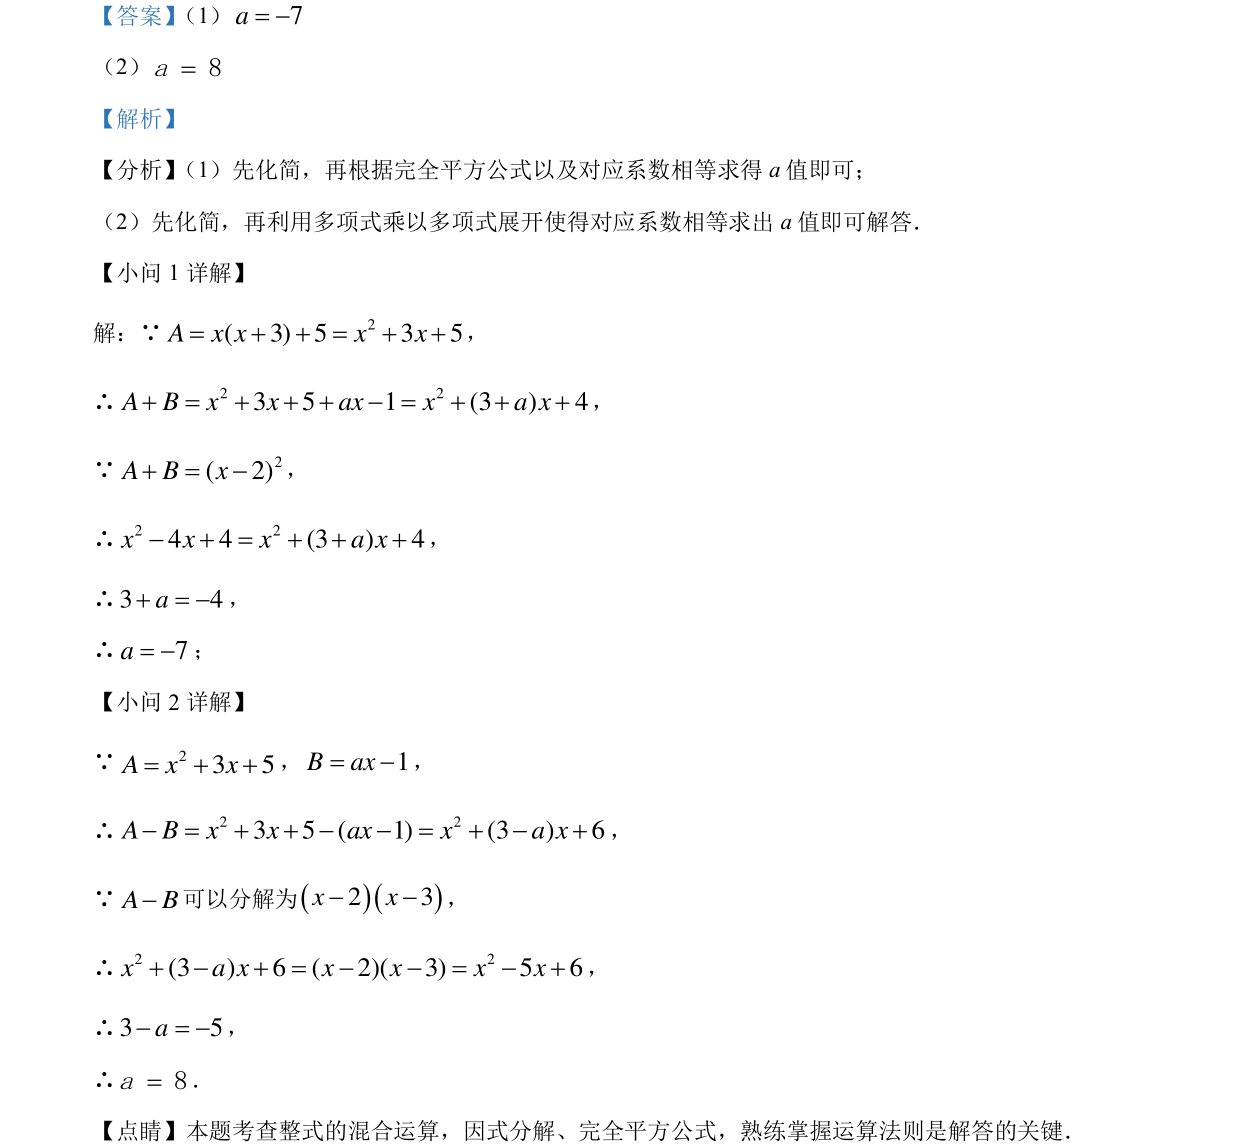 【答案】（1）a=−7
（2）a = 8
【解析】
【分析】（1）先化简，再根据完全平方公式以及对应系数相等求得 a 值即可；
（2）先化简，再利用多项式乘以多项式展开使得对应系数相等求出 a 值即可解答．
【小问 1 详解】
解：∵ A=x(x+3)+5=x²+3x+5，
∴ A+B=x²+3x+5+ax−1=x²+(3+a)x+4，
∵ A+B=(x−2)²，
∴ x²−4x+4=x²+(3+a)x+4，
∴ 3+a=−4，
∴ a=−7；
【小问 2 详解】
∵ A=x²+3x+5，B=ax−1，
∴ A−B=x²+3x+5−(ax−1)=x²+(3−a)x+6，
∵ A−B可以分解为(x−2)(x−3)，
∴ x²+(3−a)x+6=(x−2)(x−3)=x²−5x+6，
∴ 3−a=−5，
∴ a = 8．
【点睛】本题考查整式的混合运算，因式分解、完全平方公式，熟练掌握运算法则是解答的关键．